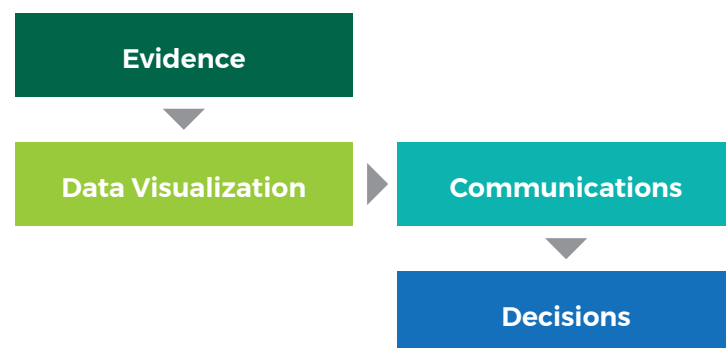 Evidence
Data Visualization
Communications
Decisions